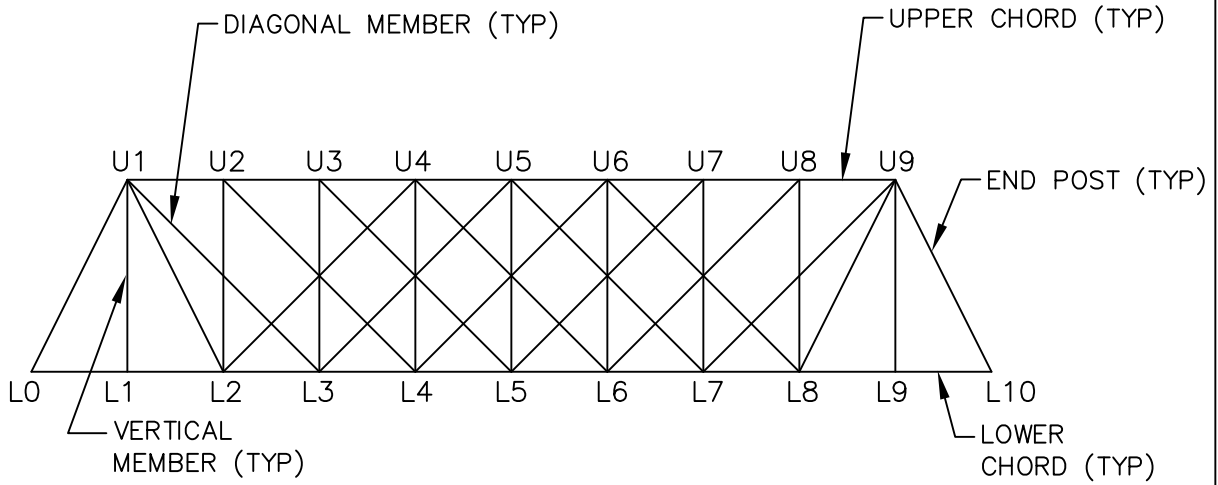 DIAGONAL MEMBER (TYP)
UPPER CHORD (TYP)
U1 U2 U3 U4 U5 U6 U7 U8 U9
END POST (TYP)
L0 L1 L2 L3 L4 L5 L6 L7 L8 L9 L10
VERTICAL
MEMBER (TYP)
LOWER
CHORD (TYP)